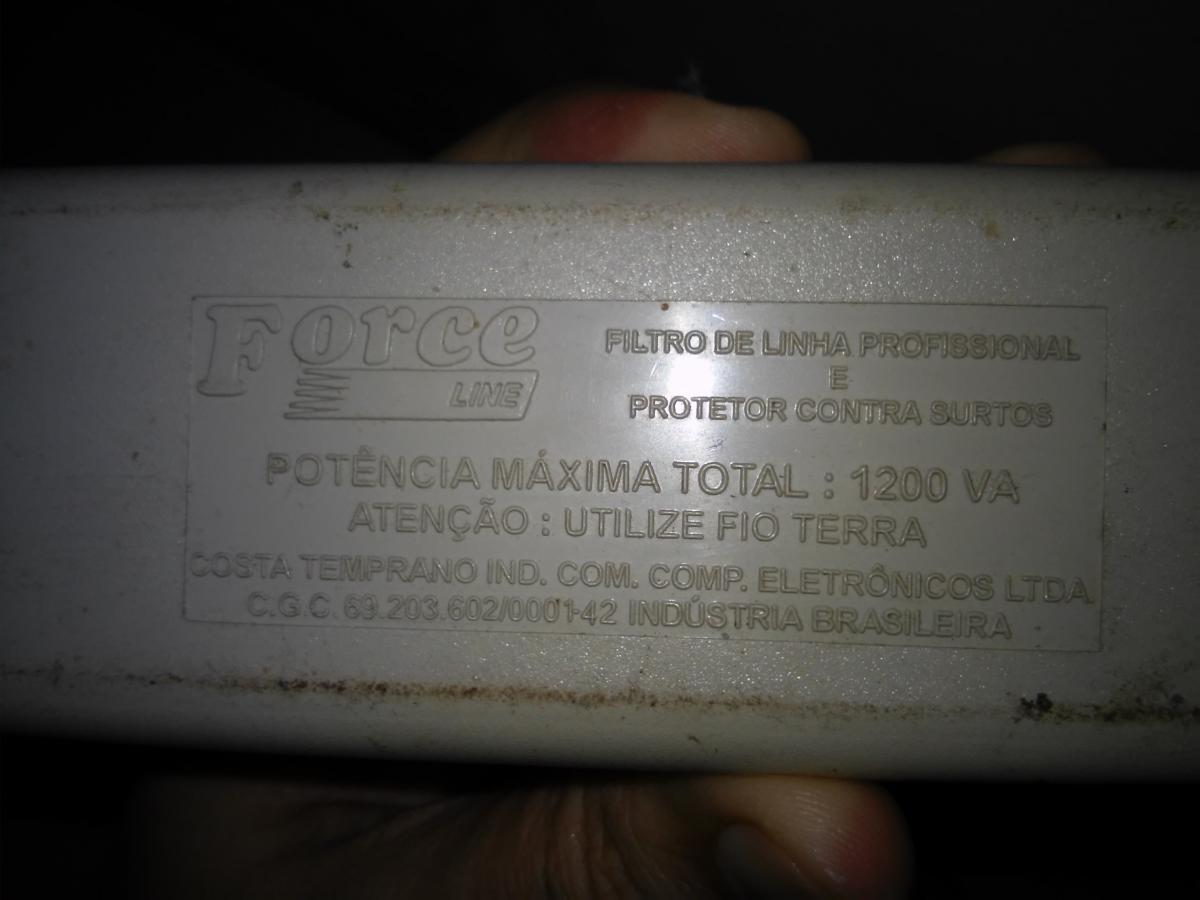 Force
LINE
FILTRO DE LINHA PROFISSIONAL
E
PROTETOR CONTRA SURTOS
POTÊNCIA MÁXIMA TOTAL : 1200 VA
ATENÇÃO : UTILIZE FIO TERRA
COSTA TEMPRANO IND. COM. COMP. ELETRÔNICOS LTDA.
C.G.C. 69.203.602/0001-42 INDÚSTRIA BRASILEIRA